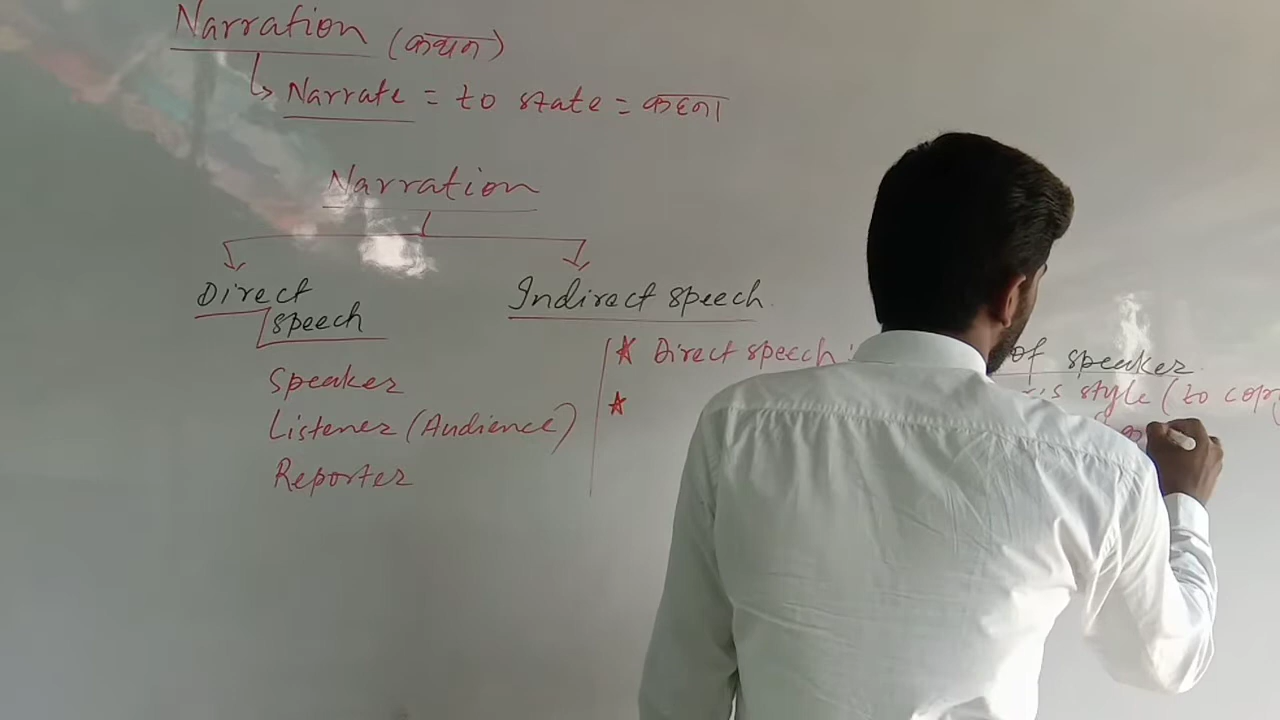 Narration (कथन)
Narrate = to state = कहना
Narration
Direct speech
Indirect speech
Speaker
Listener (Audience)
Reporter
* Direct speech :
of speaker
style (to copy
*